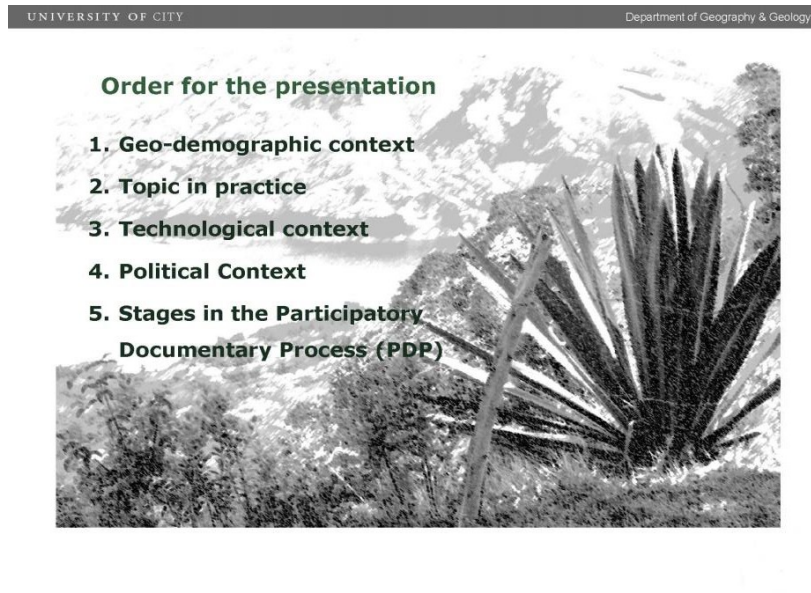 UNIVERSITY OF CITY
Department of Geography & Geology
Order for the presentation
1. Geo-demographic context
2. Topic in practice
3. Technological context
4. Political Context
5. Stages in the Participatory
Documentary Process (PDP)